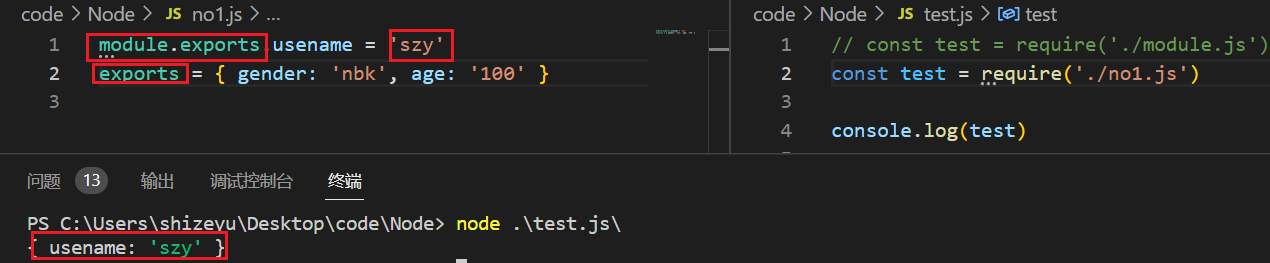 code > Node > JS no1.js > ...
1 module.exports.usename = 'szy'
2 exports = { gender: 'nbk', age: '100' }
3
code > Node > JS test.js > test
1 // const test = require('./module.js')
2 const test = require('./no1.js')
3
4 console.log(test)
问题 13 输出 调试控制台 终端
PS C:\Users\shizeyu\Desktop\code\Node> node .\test.js\
{ usename: 'szy' }